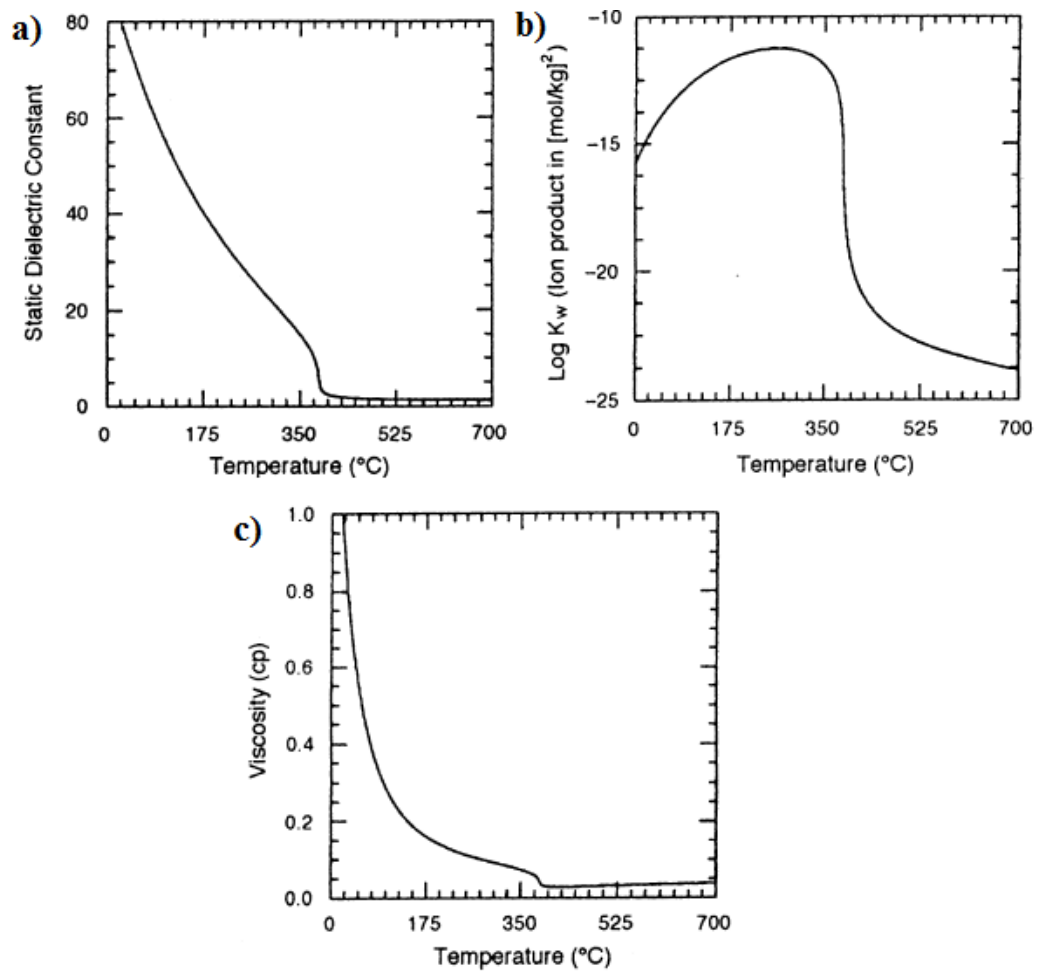 a)
Static Dielectric Constant
80
60
40
20
0
0 175 350 525 700
Temperature (°C)
b)
Log Kw (Ion product in [mol/kg]²
−10
−15
−20
−25
0 175 350 525 700
Temperature (°C)
c)
Viscosity (cp)
1.0
0.8
0.6
0.4
0.2
0.0
0 175 350 525 700
Temperature (°C)